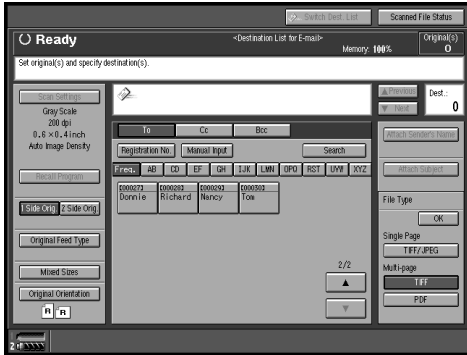 Switch Dest. List
Scanned File Status
Ready
<Destination List for E-mail>
Memory: 100%
Original(s)
0
Set original(s) and specify destination(s).
Scan Settings
Gray Scale
200 dpi
0.6×0.4inch
Auto Image Density
Recall Program
1 Side Orig.
2 Side Orig.
Original Feed Type
Mixed Sizes
Original Orientation
R R
▲ Previous
▼ Next
Dest.:
0
To
Cc
Bcc
Registration No.
Manual Input
Search
Freq. AB CD EF GH IJK LMN OPQ RST UVW XYZ
[00027] [00028] [00029] [00030]
Donnie Richard Nancy Tom
2/2
▲
▼
Attach Sender's Name
Attach Subject
File Type
OK
Single Page
TIFF/JPEG
Multi-page
TIFF
PDF
2